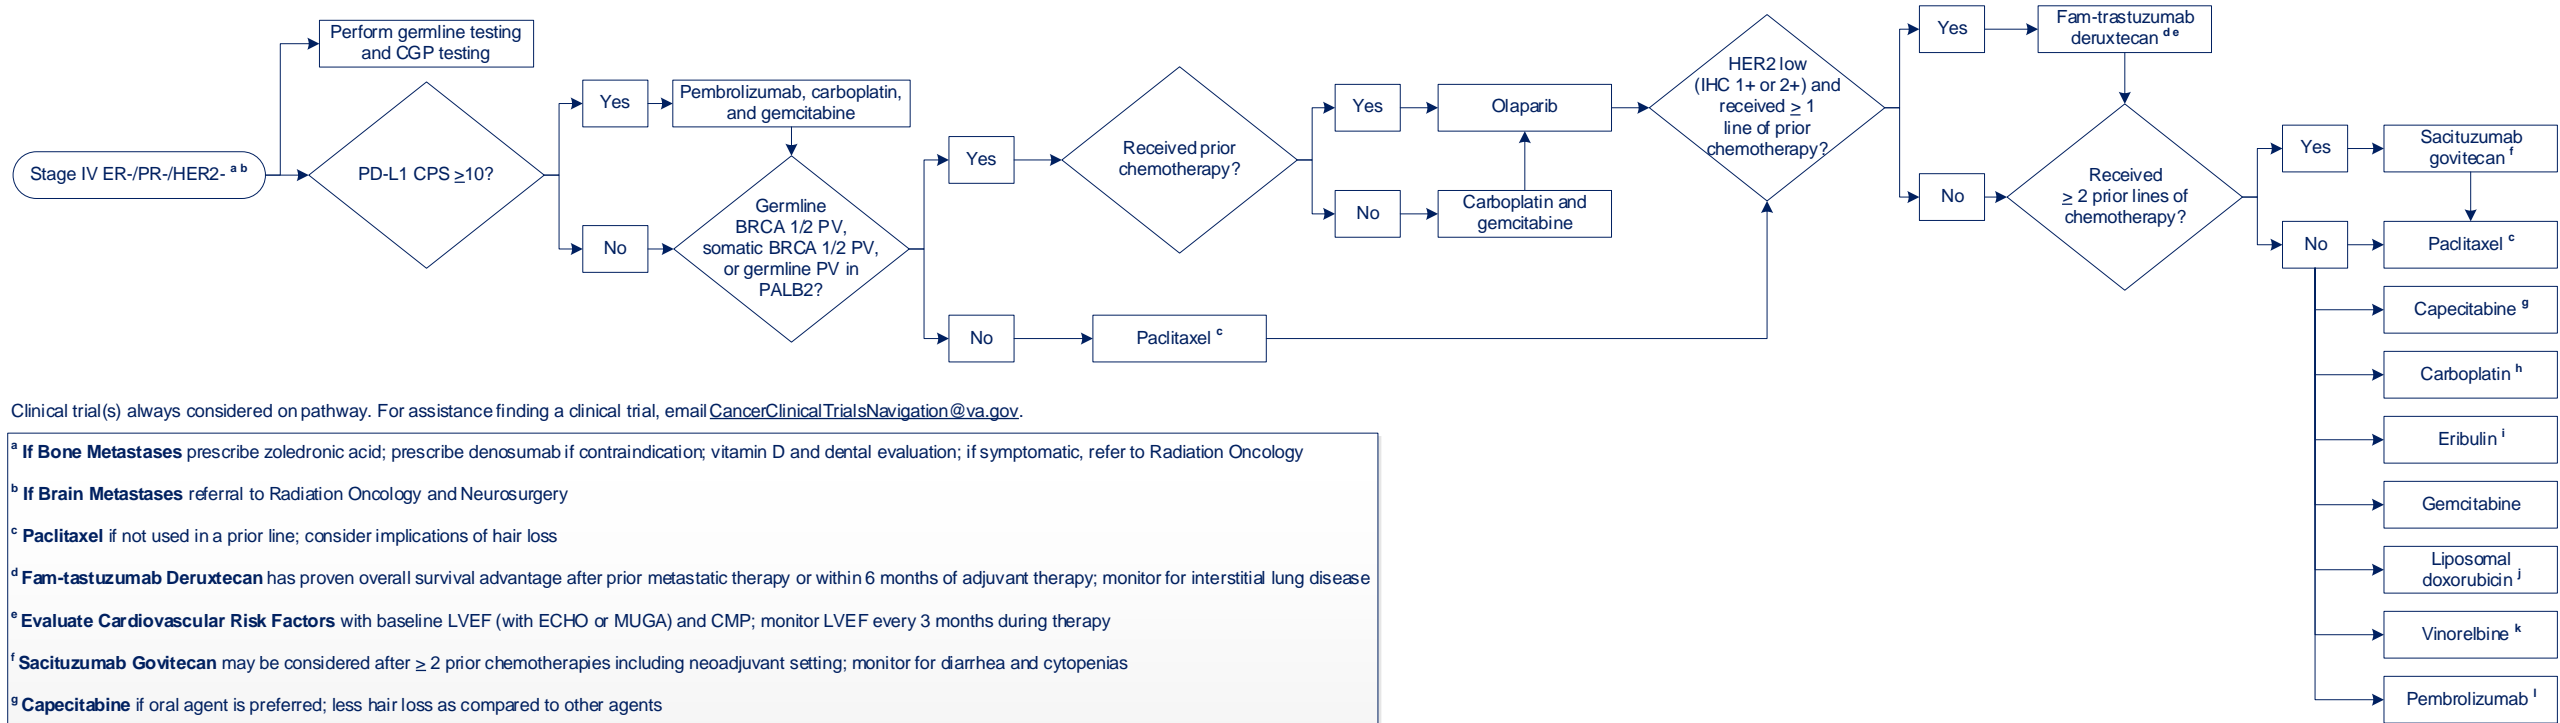 Perform germline testing
and CGP testing
Stage IV ER-/PR-/HER2- a b
PD-L1 CPS ≥10?
Yes
Pembrolizumab, carboplatin,
and gemcitabine
No
Germline
BRCA 1/2 PV,
somatic BRCA 1/2 PV,
or germline PV in
PALB2?
Yes
Received prior
chemotherapy?
Yes
Olaparib
No
Carboplatin and
gemcitabine
No
Paclitaxel c
HER2 low
(IHC 1+ or 2+) and
received ≥ 1
line of prior
chemotherapy?
Yes
Fam-trastuzumab
deruxtecan d e
No
Received
≥ 2 prior lines of
chemotherapy?
Yes
Sacituzumab
govitecan f
No
Paclitaxel c
Capecitabine g
Carboplatin h
Eribulin i
Gemcitabine
Liposomal
doxorubicin j
Vinorelbine k
Pembrolizumab l
Clinical trial(s) always considered on pathway. For assistance finding a clinical trial, email CancerClinicalTrialsNavigation@va.gov.
a If Bone Metastases prescribe zoledronic acid; prescribe denosumab if contraindication; vitamin D and dental evaluation; if symptomatic, refer to Radiation Oncology
b If Brain Metastases referral to Radiation Oncology and Neurosurgery
c Paclitaxel if not used in a prior line; consider implications of hair loss
d Fam-tastuzumab Deruxtecan has proven overall survival advantage after prior metastatic therapy or within 6 months of adjuvant therapy; monitor for interstitial lung disease
e Evaluate Cardiovascular Risk Factors with baseline LVEF (with ECHO or MUGA) and CMP; monitor LVEF every 3 months during therapy
f Sacituzumab Govitecan may be considered after ≥ 2 prior chemotherapies including neoadjuvant setting; monitor for diarrhea and cytopenias
g Capecitabine if oral agent is preferred; less hair loss as compared to other agents